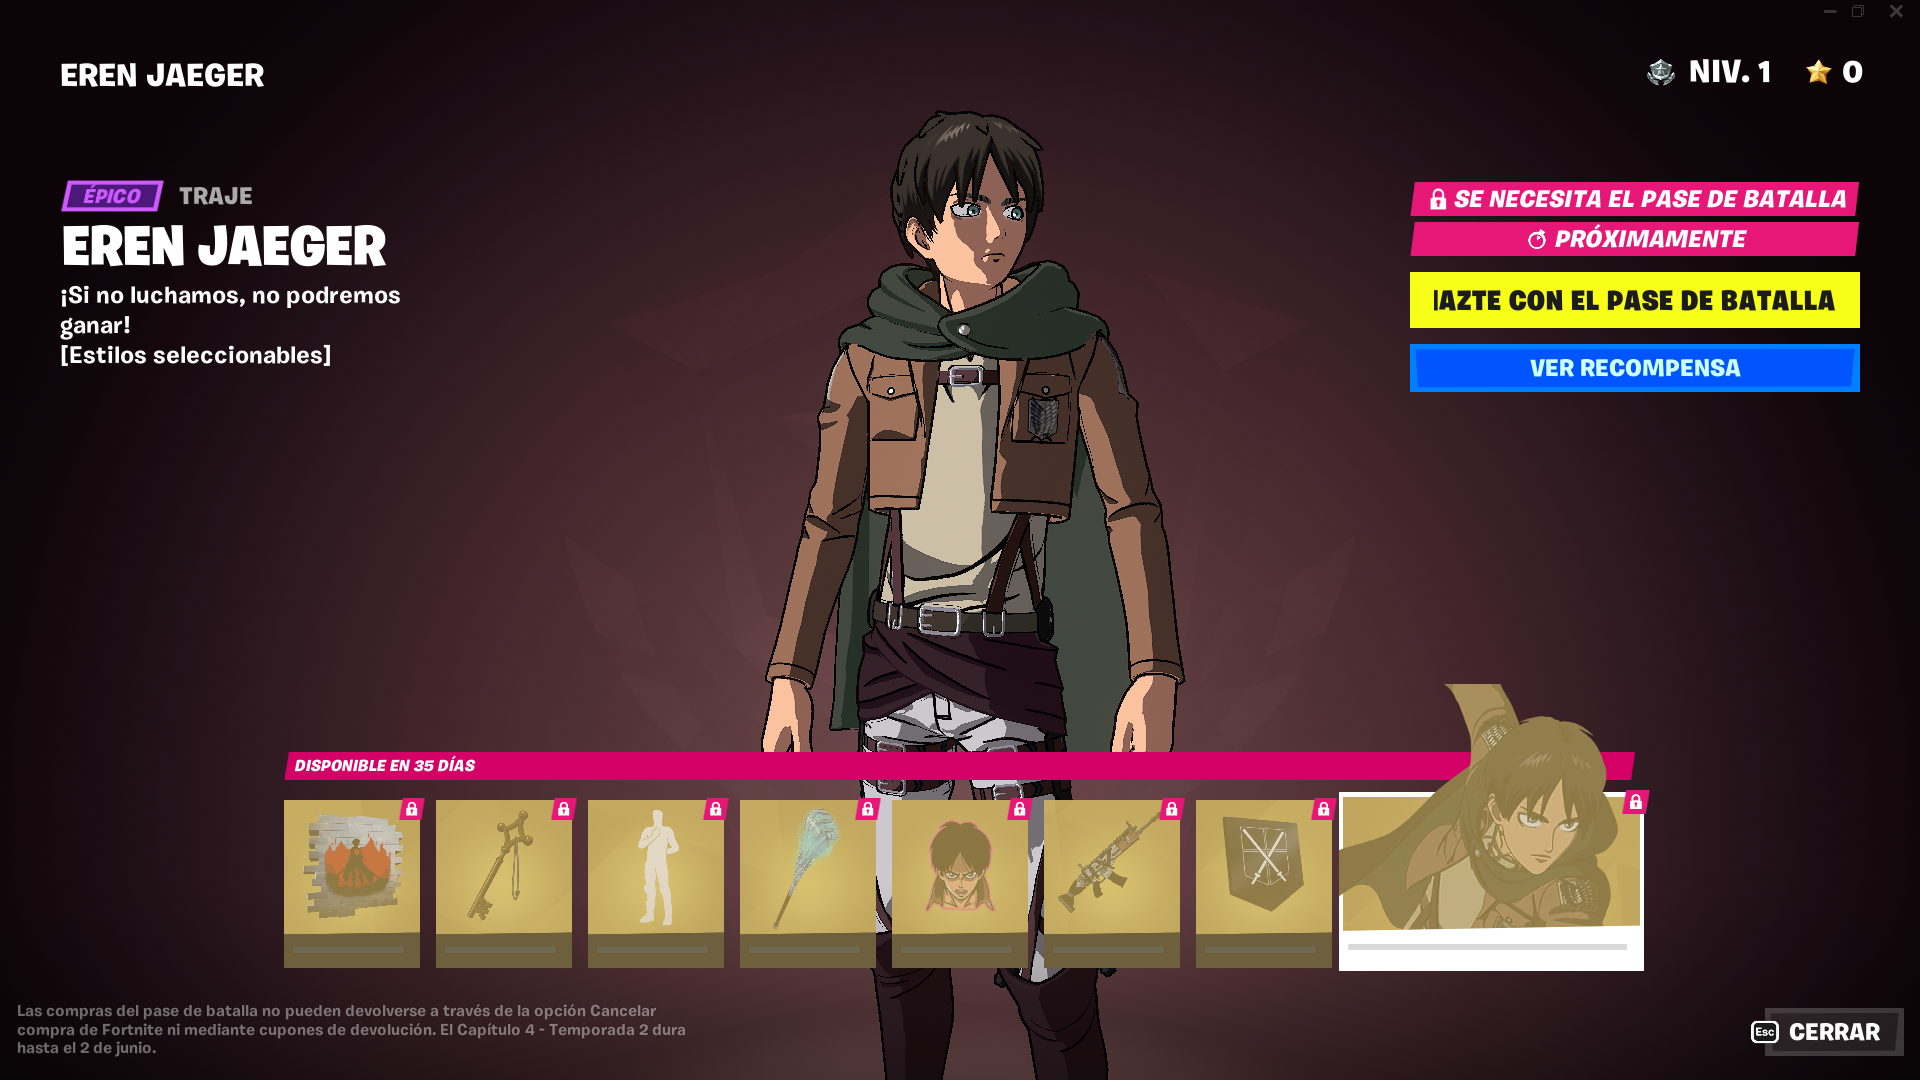 EREN JAEGER
NIV. 1
0
ÉPICO
TRAJE
EREN JAEGER
¡Si no luchamos, no podremos
ganar!
[Estilos seleccionables]
SE NECESITA EL PASE DE BATALLA
PRÓXIMAMENTE
AZTE CON EL PASE DE BATALLA
VER RECOMPENSA
DISPONIBLE EN 35 DÍAS
Las compras del pase de batalla no pueden devolverse a través de la opción Cancelar
compra de Fortnite ni mediante cupones de devolución. El Capítulo 4 - Temporada 2 dura
hasta el 2 de junio.
Esc
CERRAR